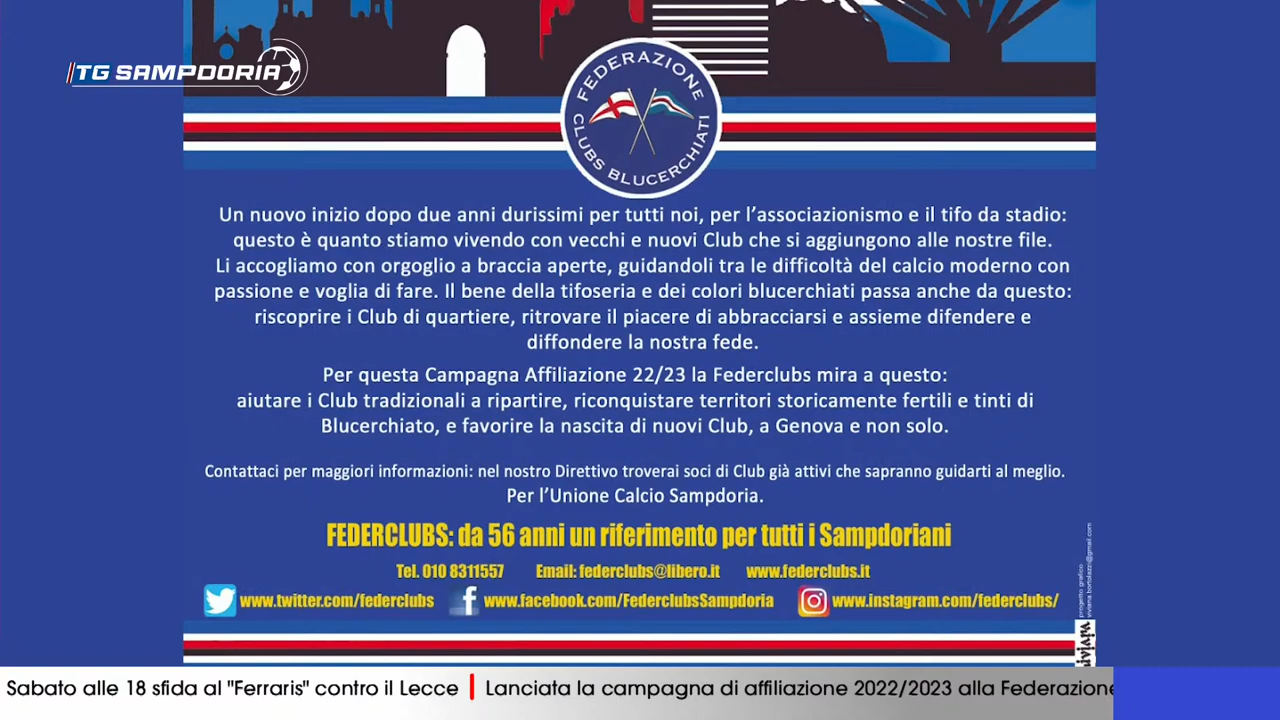 TG SAMPDORIA
FEDERAZIONE
CLUBS BLUCERCHIATI
Un nuovo inizio dopo due anni durissimi per tutti noi, per l'associazionismo e il tifo da stadio:
questo è quanto stiamo vivendo con vecchi e nuovi Club che si aggiungono alle nostre file.
Li accogliamo con orgoglio a braccia aperte, guidandoli tra le difficoltà del calcio moderno con
passione e voglia di fare. Il bene della tifoseria e dei colori blucerchiati passa anche da questo:
riscoprire i Club di quartiere, ritrovare il piacere di abbracciarsi e assieme difendere e
diffondere la nostra fede.
Per questa Campagna Affiliazione 22/23 la Federclubs mira a questo:
aiutare i Club tradizionali a ripartire, riconquistare territori storicamente fertili e tinti di
Blucerchiato, e favorire la nascita di nuovi Club, a Genova e non solo.
Contattaci per maggiori informazioni: nel nostro Direttivo troverai soci di Club già attivi che sapranno guidarti al meglio.
Per l'Unione Calcio Sampdoria.
FEDERCLUBS: da 56 anni un riferimento per tutti i Sampdoriani
Tel. 010 8311557 Email: federclubs@libero.it www.federclubs.it
www.twitter.com/federclubs www.facebook.com/FederclubsSampdoria www.instagram.com/federclubs/
progetto grafico
Sabato alle 18 sfida al "Ferraris" contro il Lecce | Lanciata la campagna di affiliazione 2022/2023 alla Federazione